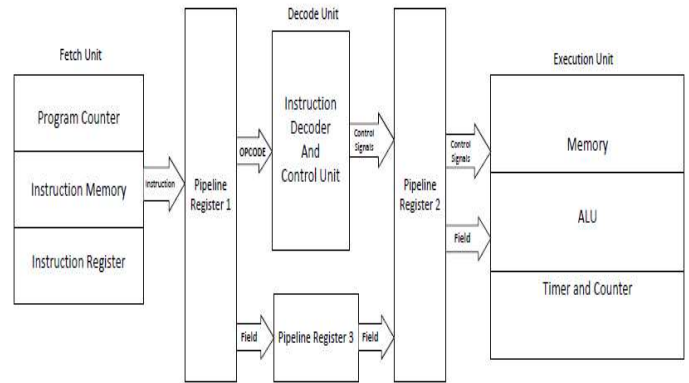 Fetch Unit
Program Counter
Instruction Memory
Instruction Register
Instruction
Pipeline
Register 1
OPCODE
Decode Unit
Instruction
Decoder
And
Control Unit
Control
Signals
Field
Pipeline Register 3
Field
Pipeline
Register 2
Control
Signals
Field
Execution Unit
Memory
ALU
Timer and Counter